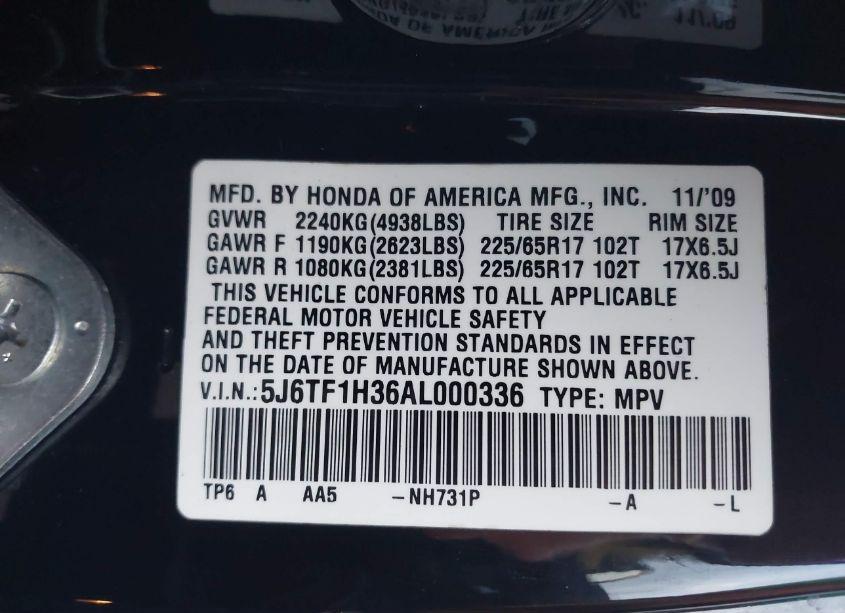 MFD. BY HONDA OF AMERICA MFG., INC. 11/'09
GVWR 2240KG(4938LBS) TIRE SIZE RIM SIZE
GAWR F 1190KG(2623LBS) 225/65R17 102T 17X6.5J
GAWR R 1080KG(2381LBS) 225/65R17 102T 17X6.5J
THIS VEHICLE CONFORMS TO ALL APPLICABLE
FEDERAL MOTOR VEHICLE SAFETY
AND THEFT PREVENTION STANDARDS IN EFFECT
ON THE DATE OF MANUFACTURE SHOWN ABOVE.
V.I.N.:5J6TF1H36AL000336 TYPE: MPV
TP6 A AA5 -NH731P -A -L